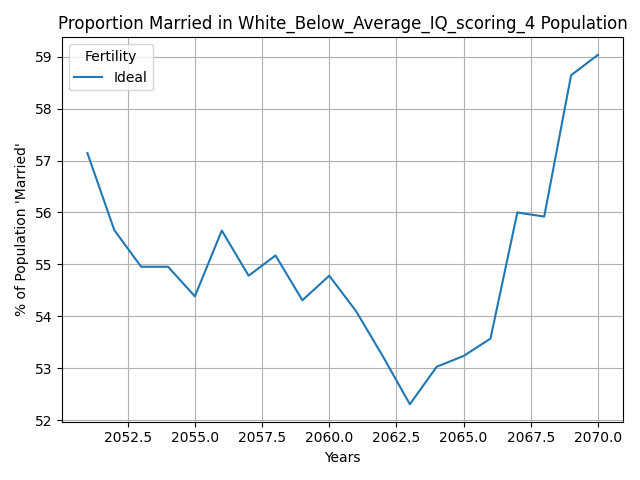 Proportion Married in White_Below_Average_IQ_scoring_4 Population
Fertility
Ideal
% of Population 'Married'
59
58
57
56
55
54
53
52
2052.5 2055.0 2057.5 2060.0 2062.5 2065.0 2067.5 2070.0
Years